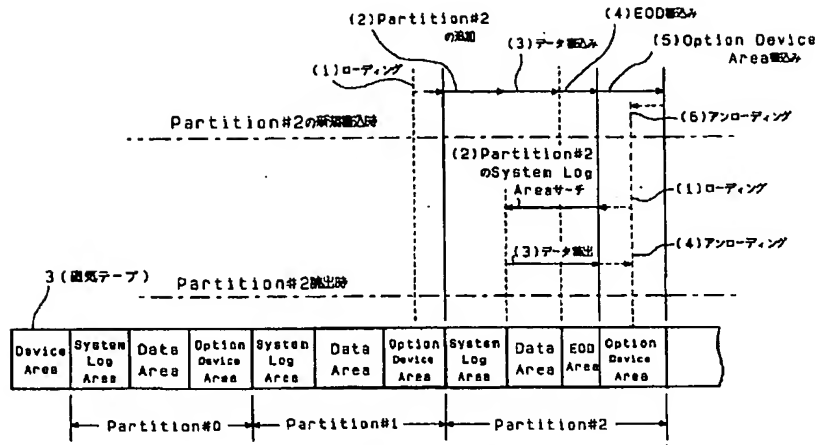 (2)Partition#2
の追加
(4)EOD書込み
(3)データ書込み
(5)Option Device
Area書込み
(1)ローディング
Partition#2の新規書込時
(6)アンローディング
(2)Partition#2
のSystem Log
Areaサーチ
(1)ローディング
(3)データ読出
(4)アンローディング
3(磁気テープ)
Partition#2読出時
Device Area
System Log Area
Data Area
Option Device Area
System Log Area
Data Area
Option Device Area
System Log Area
Data Area
EOD Area
Option Device Area
Partition#0
Partition#1
Partition#2